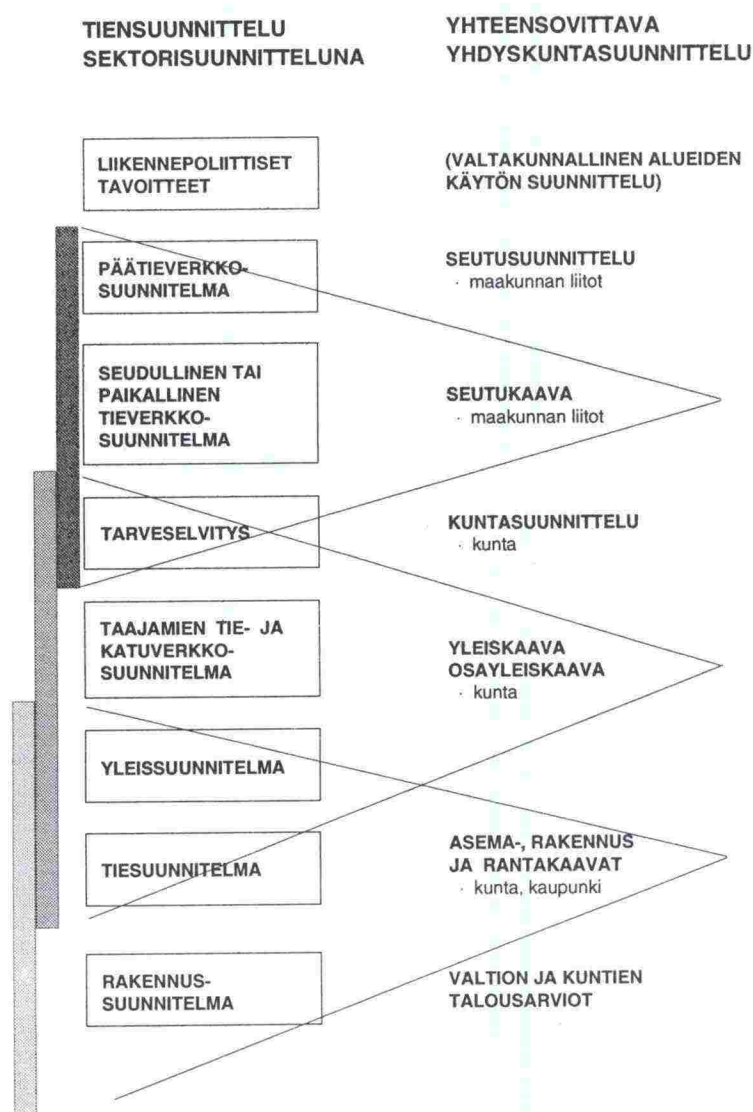 TIENSUUNNITTELU
SEKTORISUUNNITTELUNA
YHTEENSOVITTAVA
YHDYSKUNTASUUNNITTELU
LIIKENNEPOLIITTISET
TAVOITTEET
(VALTAKUNNALLINEN ALUEIDEN
KÄYTÖN SUUNNITTELU)
PÄÄTIEVERKKO-
SUUNNITELMA
SEUTUSUUNNITTELU
· maakunnan liitot
SEUDULLINEN TAI
PAIKALLINEN
TIEVERKKO-
SUUNNITELMA
SEUTUKAAVA
· maakunnan liitot
TARVESELVITYS
KUNTASUUNNITTELU
· kunta
TAAJAMIEN TIE- JA
KATUVERKKO-
SUUNNITELMA
YLEISKAAVA
OSAYLEISKAAVA
· kunta
YLEISSUUNNITELMA
TIESUUNNITELMA
ASEMA-, RAKENNUS
JA RANTAKAAVAT
· kunta, kaupunki
RAKENNUS-
SUUNNITELMA
VALTION JA KUNTIEN
TALOUSARVIOT